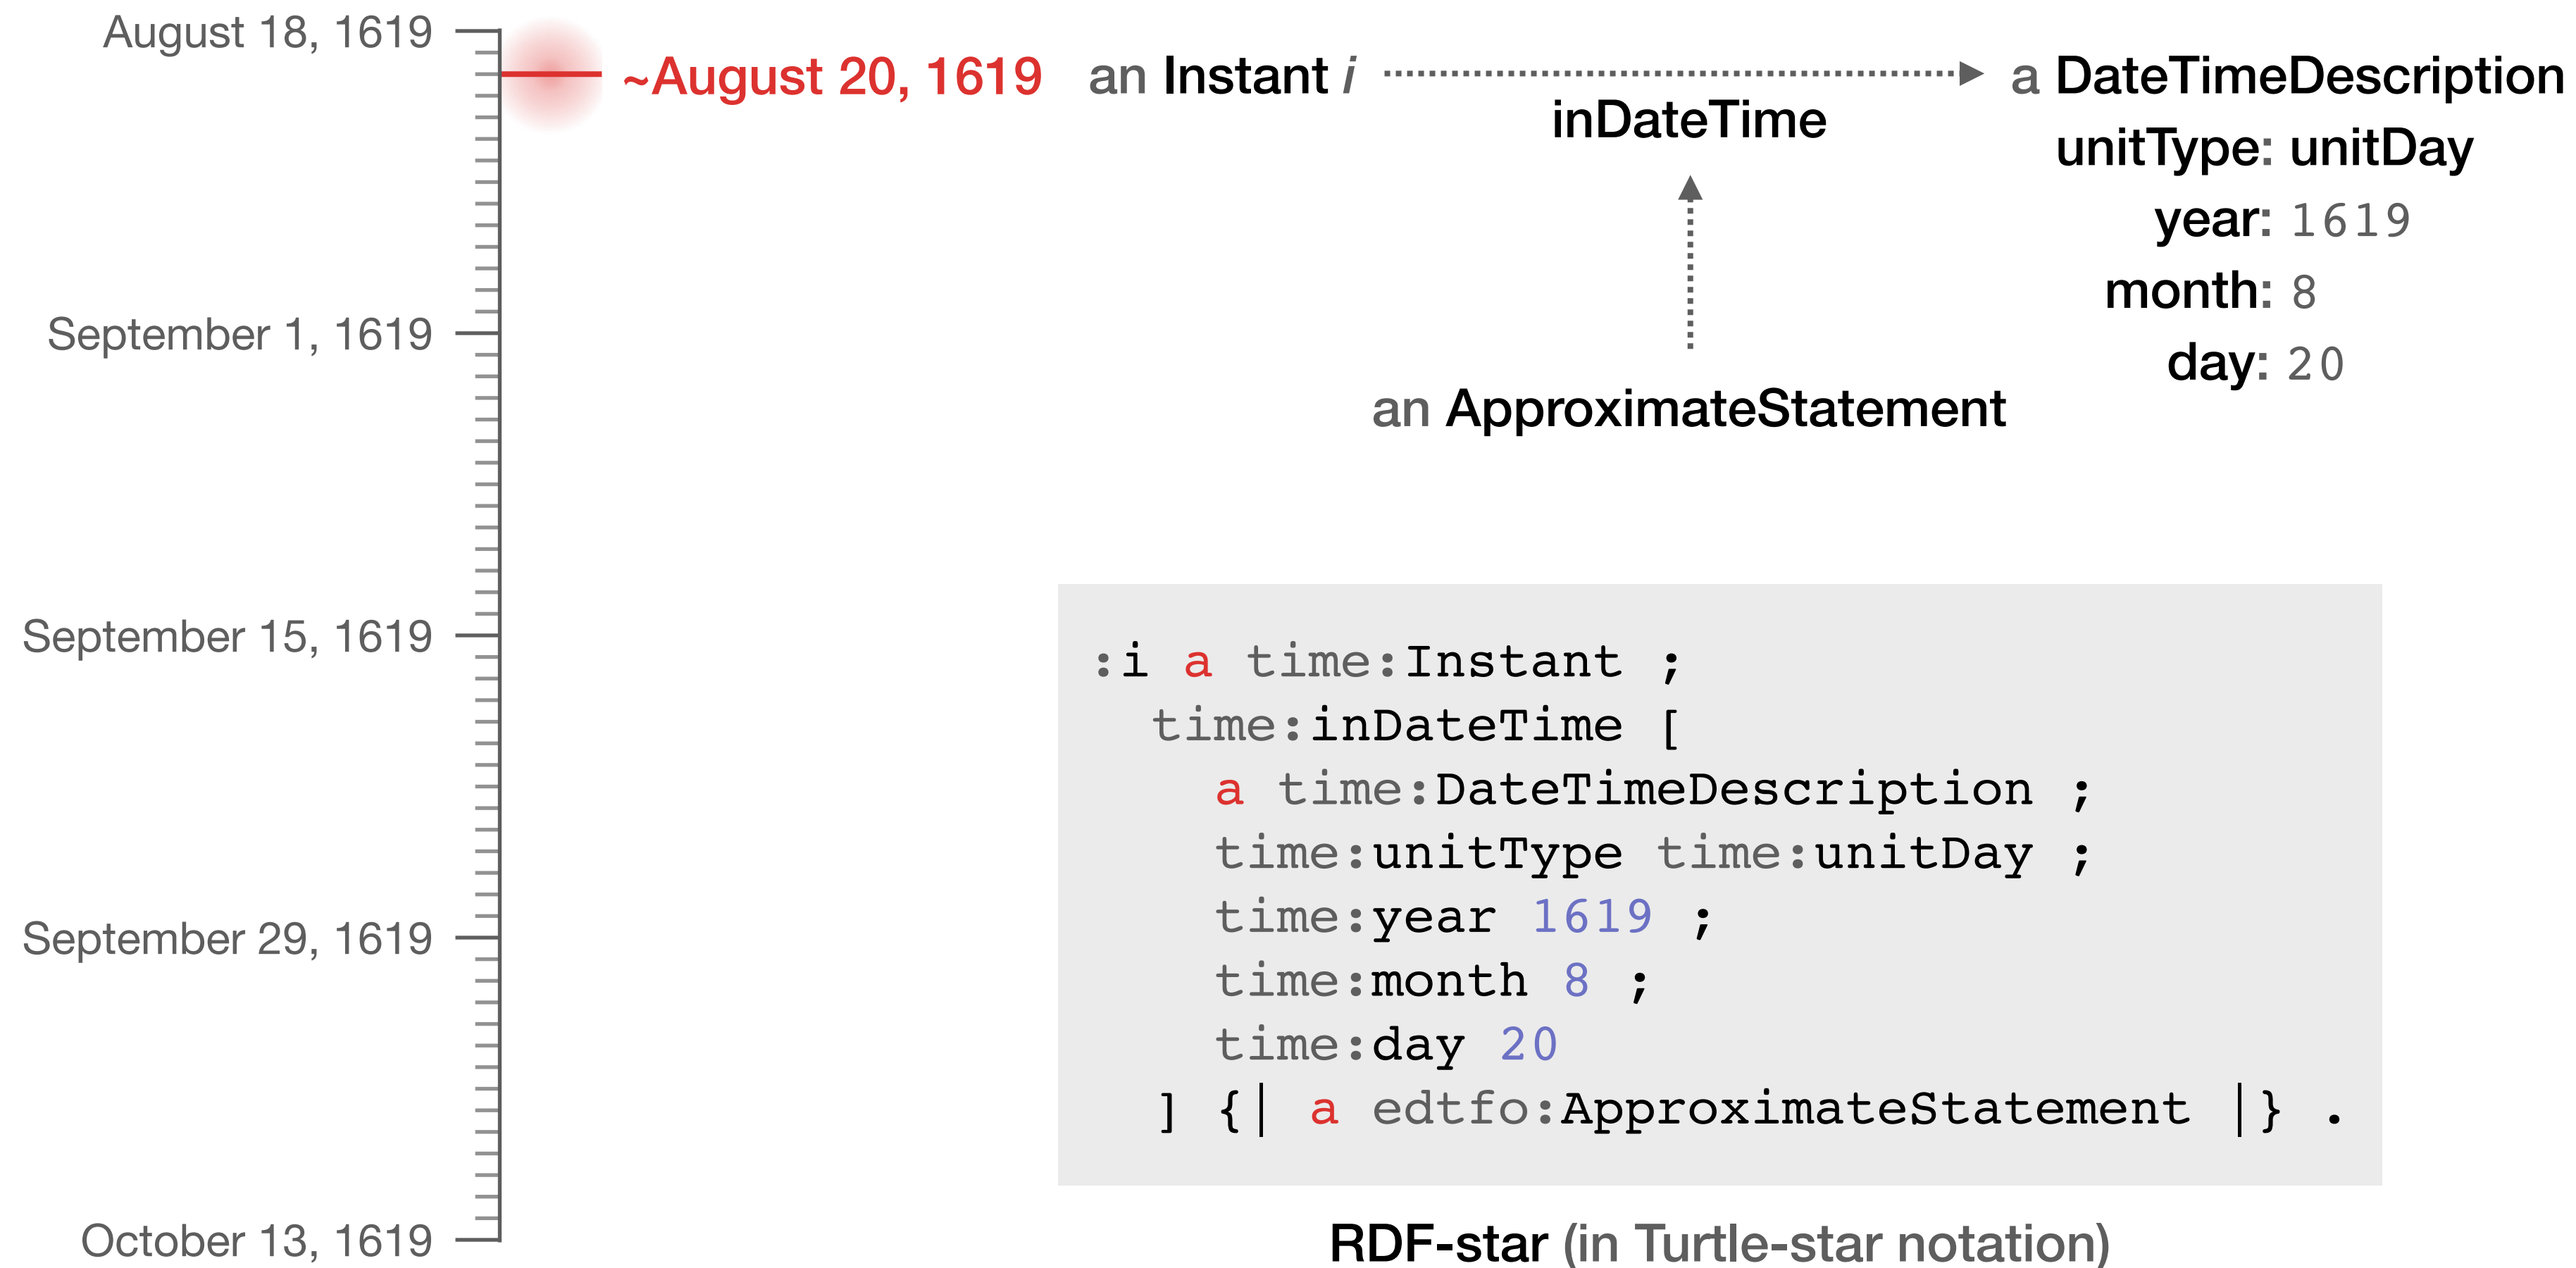 August 18, 1619
~August 20, 1619 an Instant i a DateTimeDescription
inDateTime
unitType: unitDay
year: 1619
month: 8
day: 20
an ApproximateStatement
September 1, 1619
September 15, 1619
September 29, 1619
October 13, 1619
:i a time:Instant ;
time:inDateTime [
a time:DateTimeDescription ;
time:unitType time:unitDay ;
time:year 1619 ;
time:month 8 ;
time:day 20
] {| a edtfo:ApproximateStatement |} .
RDF-star (in Turtle-star notation)